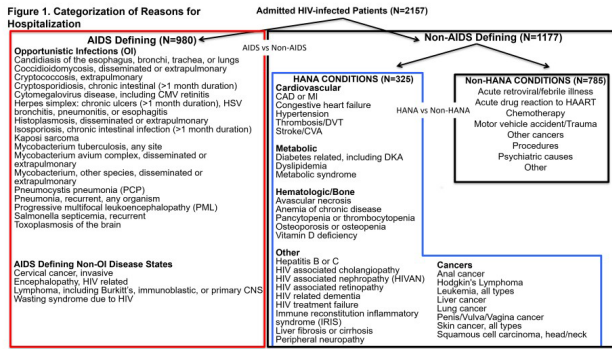 Figure 1. Categorization of Reasons for
Hospitalization
Admitted HIV-infected Patients (N=2157)
AIDS Defining (N=980)
AIDS vs Non-AIDS
Non-AIDS Defining (N=1177)
Opportunistic Infections (OI)
Candidiasis of the esophagus, bronchi, trachea, or lungs
Coccidioidomycosis, disseminated or extrapulmonary
Cryptococcosis, extrapulmonary
Cryptosporidiosis, chronic intestinal (>1 month duration)
Cytomegalovirus disease, including CMV retinitis
Herpes simplex: chronic ulcers (>1 month duration), HSV
bronchitis, pneumonitis, or esophagitis
Histoplasmosis, disseminated or extrapulmonary
Isosporiosis, chronic intestinal infection (>1 month duration)
Kaposi sarcoma
Mycobacterium tuberculosis, any site
Mycobacterium avium complex, disseminated or
extrapulmonary
Mycobacterium, other species, disseminated or
extrapulmonary
Pneumocystis pneumonia (PCP)
Pneumonia, recurrent, any organism
Progressive multifocal leukoencephalopathy (PML)
Salmonella septicemia, recurrent
Toxoplasmosis of the brain
AIDS Defining Non-OI Disease States
Cervical cancer, invasive
Encephalopathy, HIV related
Lymphoma, including Burkitt's, immunoblastic, or primary CNS
Wasting syndrome due to HIV
HANA CONDITIONS (N=325)
Cardiovascular
CAD or MI
Congestive heart failure
Hypertension
Thrombosis/DVT
Stroke/CVA
Metabolic
Diabetes related, including DKA
Dyslipidemia
Metabolic syndrome
Hematologic/Bone
Avascular necrosis
Anemia of chronic disease
Pancytopenia or thrombocytopenia
Osteoporosis or osteopenia
Vitamin D deficiency
Other
Hepatitis B or C
HIV associated cholangiopathy
HIV associated nephropathy (HIVAN)
HIV associated retinopathy
HIV related dementia
HIV treatment failure
Immune reconstitution inflammatory
syndrome (IRIS)
Liver fibrosis or cirrhosis
Peripheral neuropathy
Cancers
Anal cancer
Hodgkin's Lymphoma
Leukemia, all types
Liver cancer
Lung cancer
Penis/Vulva/Vagina cancer
Skin cancer, all types
Squamous cell carcinoma, head/neck
HANA vs Non-HANA
Non-HANA CONDITIONS (N=785)
Acute retroviral/febrile illness
Acute drug reaction to HAART
Chemotherapy
Motor vehicle accident/Trauma
Other cancers
Procedures
Psychiatric causes
Other